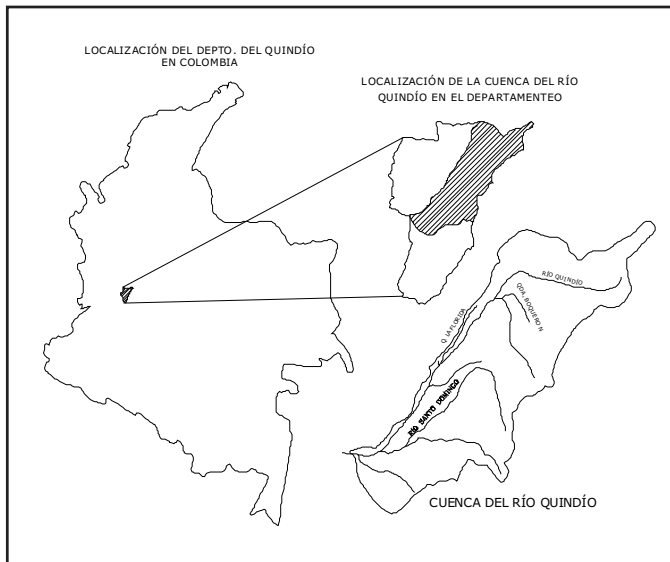 LOCALIZACIÓN DEL DEPTO. DEL QUINDÍO
EN COLOMBIA
LOCALIZACIÓN DE LA CUENCA DEL RÍO
QUINDÍO EN EL DEPARTAMENTEO
RÍO QUINDÍO
QDA. BOQUERON
Q. LA FLORIDA
RÍO SANTO DOMINGO
CUENCA DEL RÍO QUINDÍO